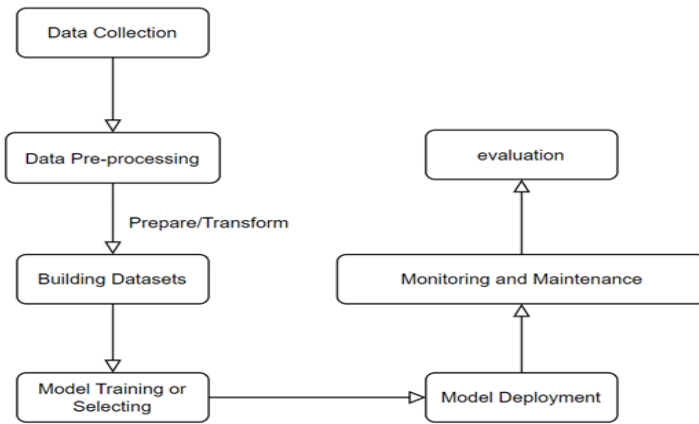 Data Collection
Data Pre-processing
Prepare/Transform
Building Datasets
Model Training or
Selecting
Model Deployment
Monitoring and Maintenance
evaluation